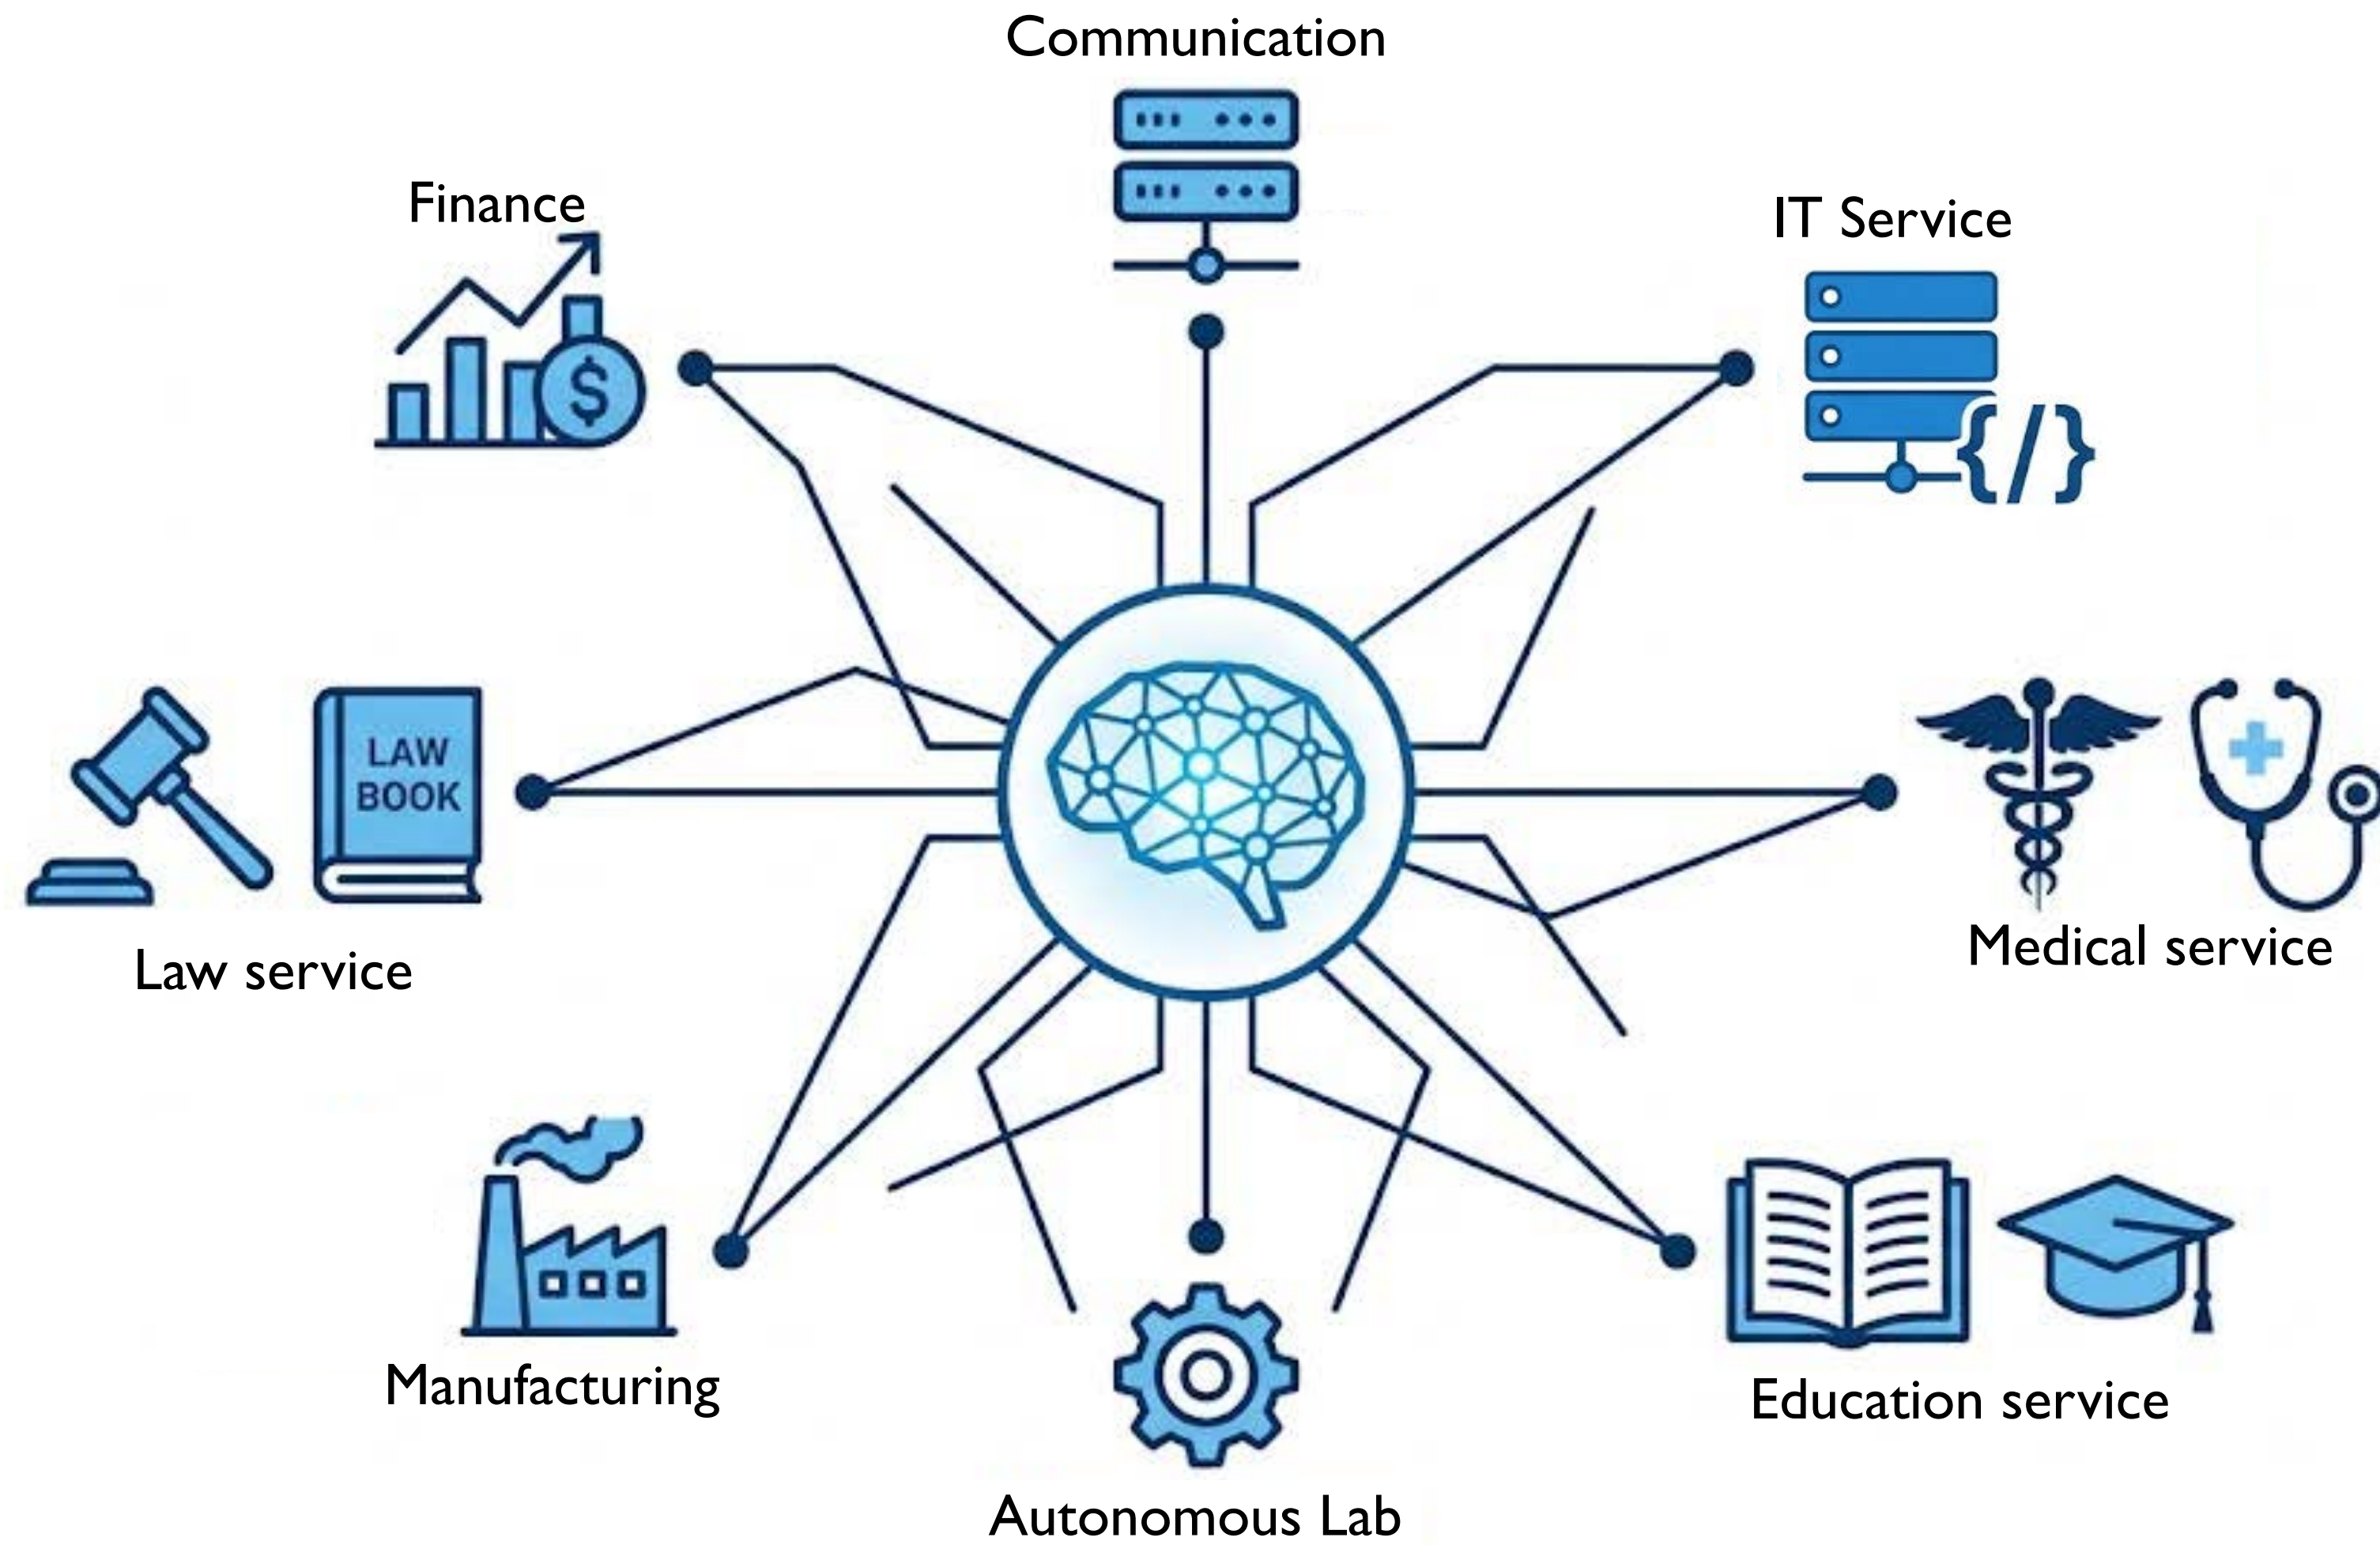 Communication
Finance
IT Service
$
{/}
LAW
BOOK
Law service
Medical service
Manufacturing
Education service
Autonomous Lab